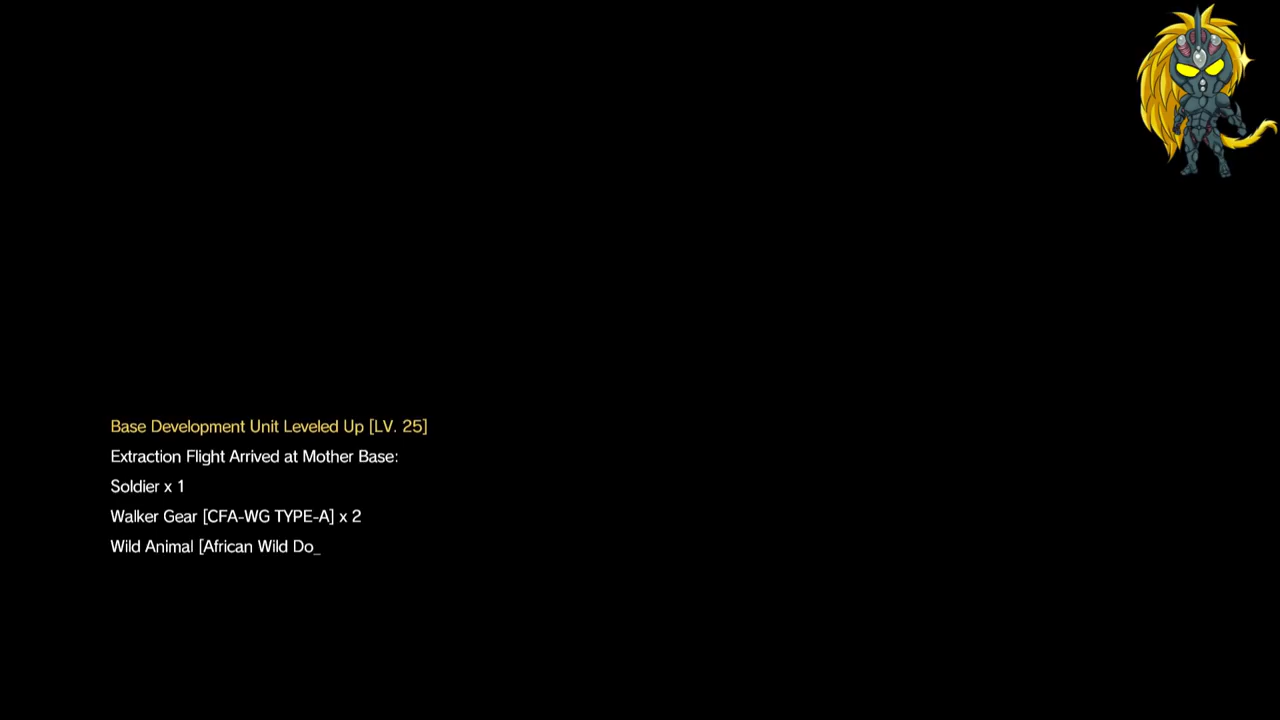 Base Development Unit Leveled Up [LV. 25]
Extraction Flight Arrived at Mother Base:
Soldier x 1
Walker Gear [CFA-WG TYPE-A] x 2
Wild Animal [African Wild Do_